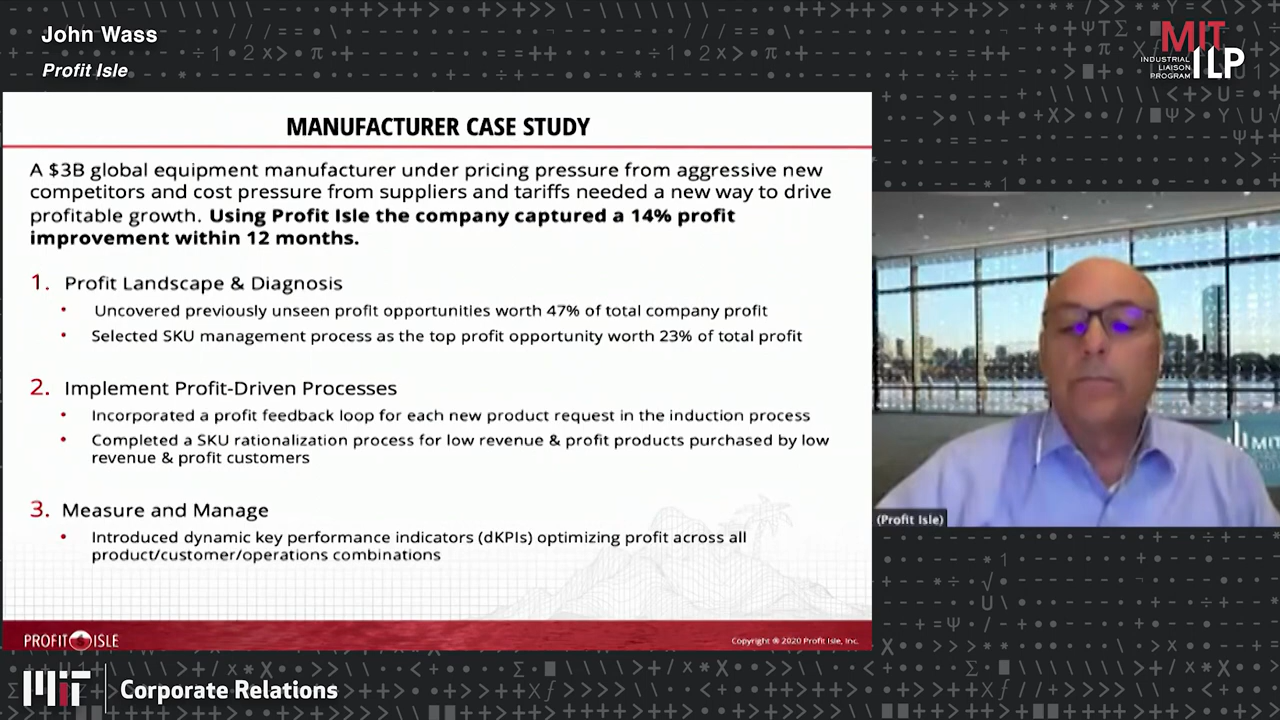 John Wass
Profit Isle
MIT
INDUSTRIAL
LIAISON
PROGRAM
ILP
MANUFACTURER CASE STUDY
A $3B global equipment manufacturer under pricing pressure from aggressive new
competitors and cost pressure from suppliers and tariffs needed a new way to drive
profitable growth. Using Profit Isle the company captured a 14% profit
improvement within 12 months.
1. Profit Landscape & Diagnosis
• Uncovered previously unseen profit opportunities worth 47% of total company profit
• Selected SKU management process as the top profit opportunity worth 23% of total profit
2. Implement Profit-Driven Processes
• Incorporated a profit feedback loop for each new product request in the induction process
• Completed a SKU rationalization process for low revenue & profit products purchased by low
revenue & profit customers
3. Measure and Manage
• Introduced dynamic key performance indicators (dKPIs) optimizing profit across all
product/customer/operations combinations
PROFIT ISLE
Copyright © 2020 Profit Isle, Inc.
MIT
(Profit Isle)
MIT
Corporate Relations